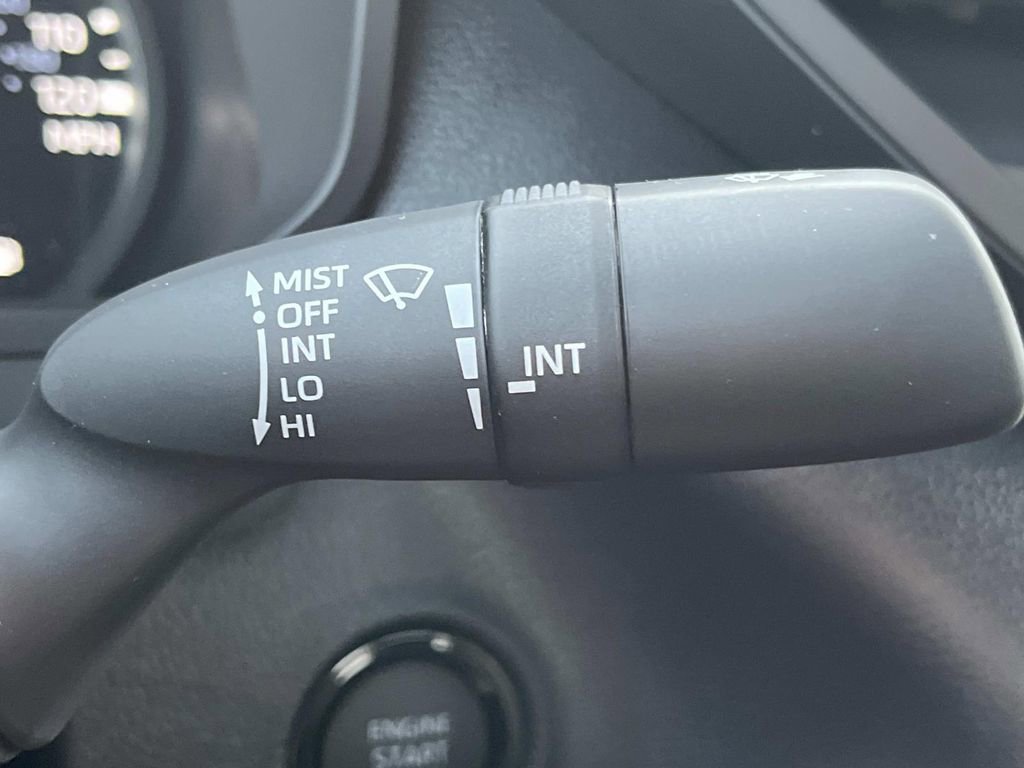 110
120
MPH
MIST
OFF
INT
LO
HI
INT
ENGINE
START